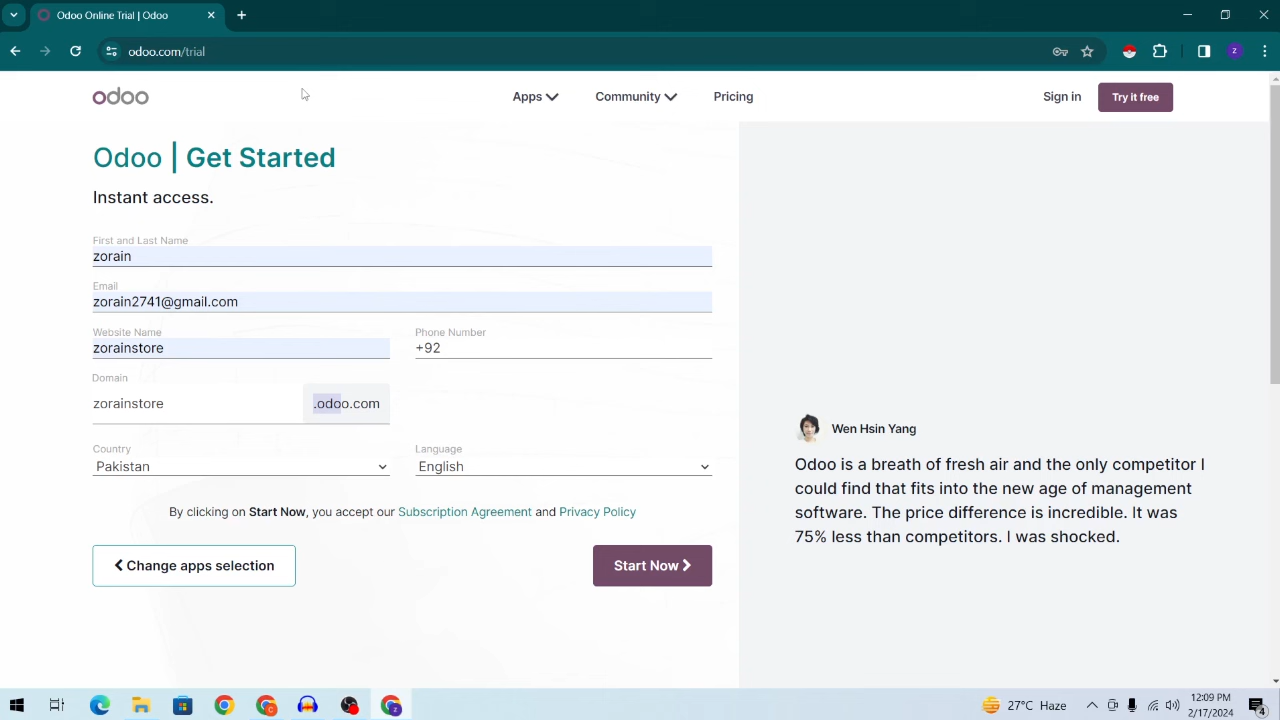 Odoo Online Trial | Odoo
odoo.com/trial
odoo
Apps
Community
Pricing
Sign in
Try it free
Odoo | Get Started
Instant access.
First and Last Name
zorain
Email
zorain2741@gmail.com
Website Name
zorainstore
Phone Number
+92
Domain
zorainstore
.odoo.com
Country
Pakistan
Language
English
By clicking on Start Now, you accept our Subscription Agreement and Privacy Policy
Change apps selection
Start Now
Wen Hsin Yang
Odoo is a breath of fresh air and the only competitor I
could find that fits into the new age of management
software. The price difference is incredible. It was
75% less than competitors. I was shocked.
27°C Haze
12:09 PM
2/17/2024
4